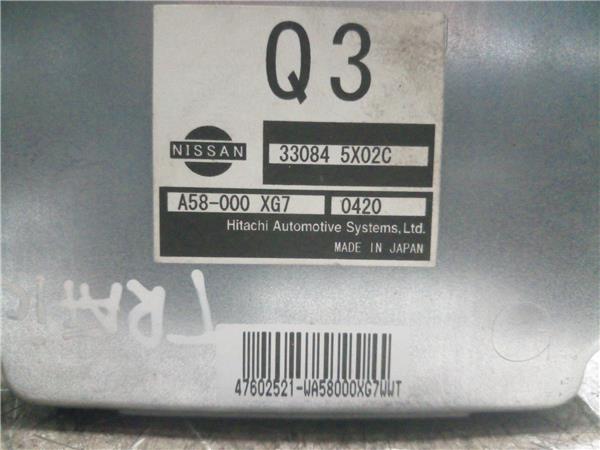 Q3
NISSAN
33084 5X02C
A58-000 XG7
0420
Hitachi Automotive Systems, Ltd.
MADE IN JAPAN
TRAFIC
47602521-WA58000XG7WWT